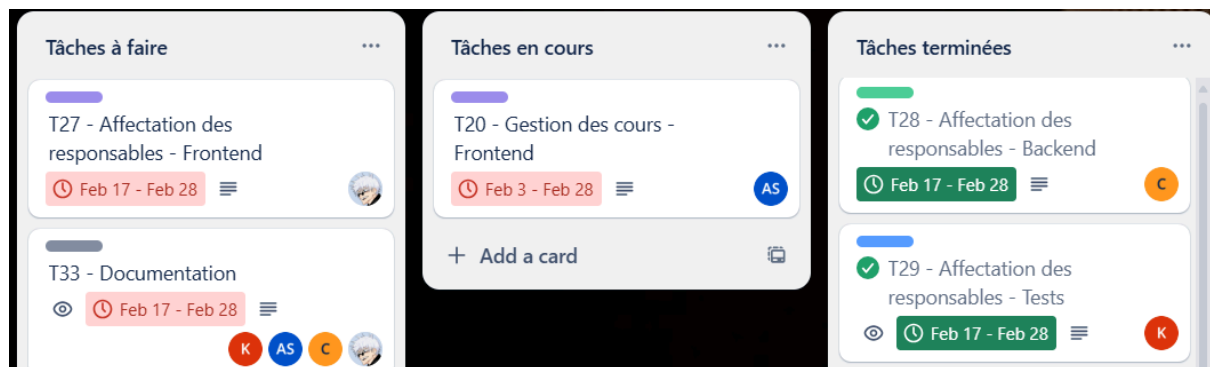 Tâches à faire
T27 - Affectation des
responsables - Frontend
Feb 17 - Feb 28
T33 - Documentation
Feb 17 - Feb 28
K AS C
Tâches en cours
T20 - Gestion des cours -
Frontend
Feb 3 - Feb 28
AS
+ Add a card
Tâches terminées
T28 - Affectation des
responsables - Backend
Feb 17 - Feb 28
C
T29 - Affectation des
responsables - Tests
Feb 17 - Feb 28
K